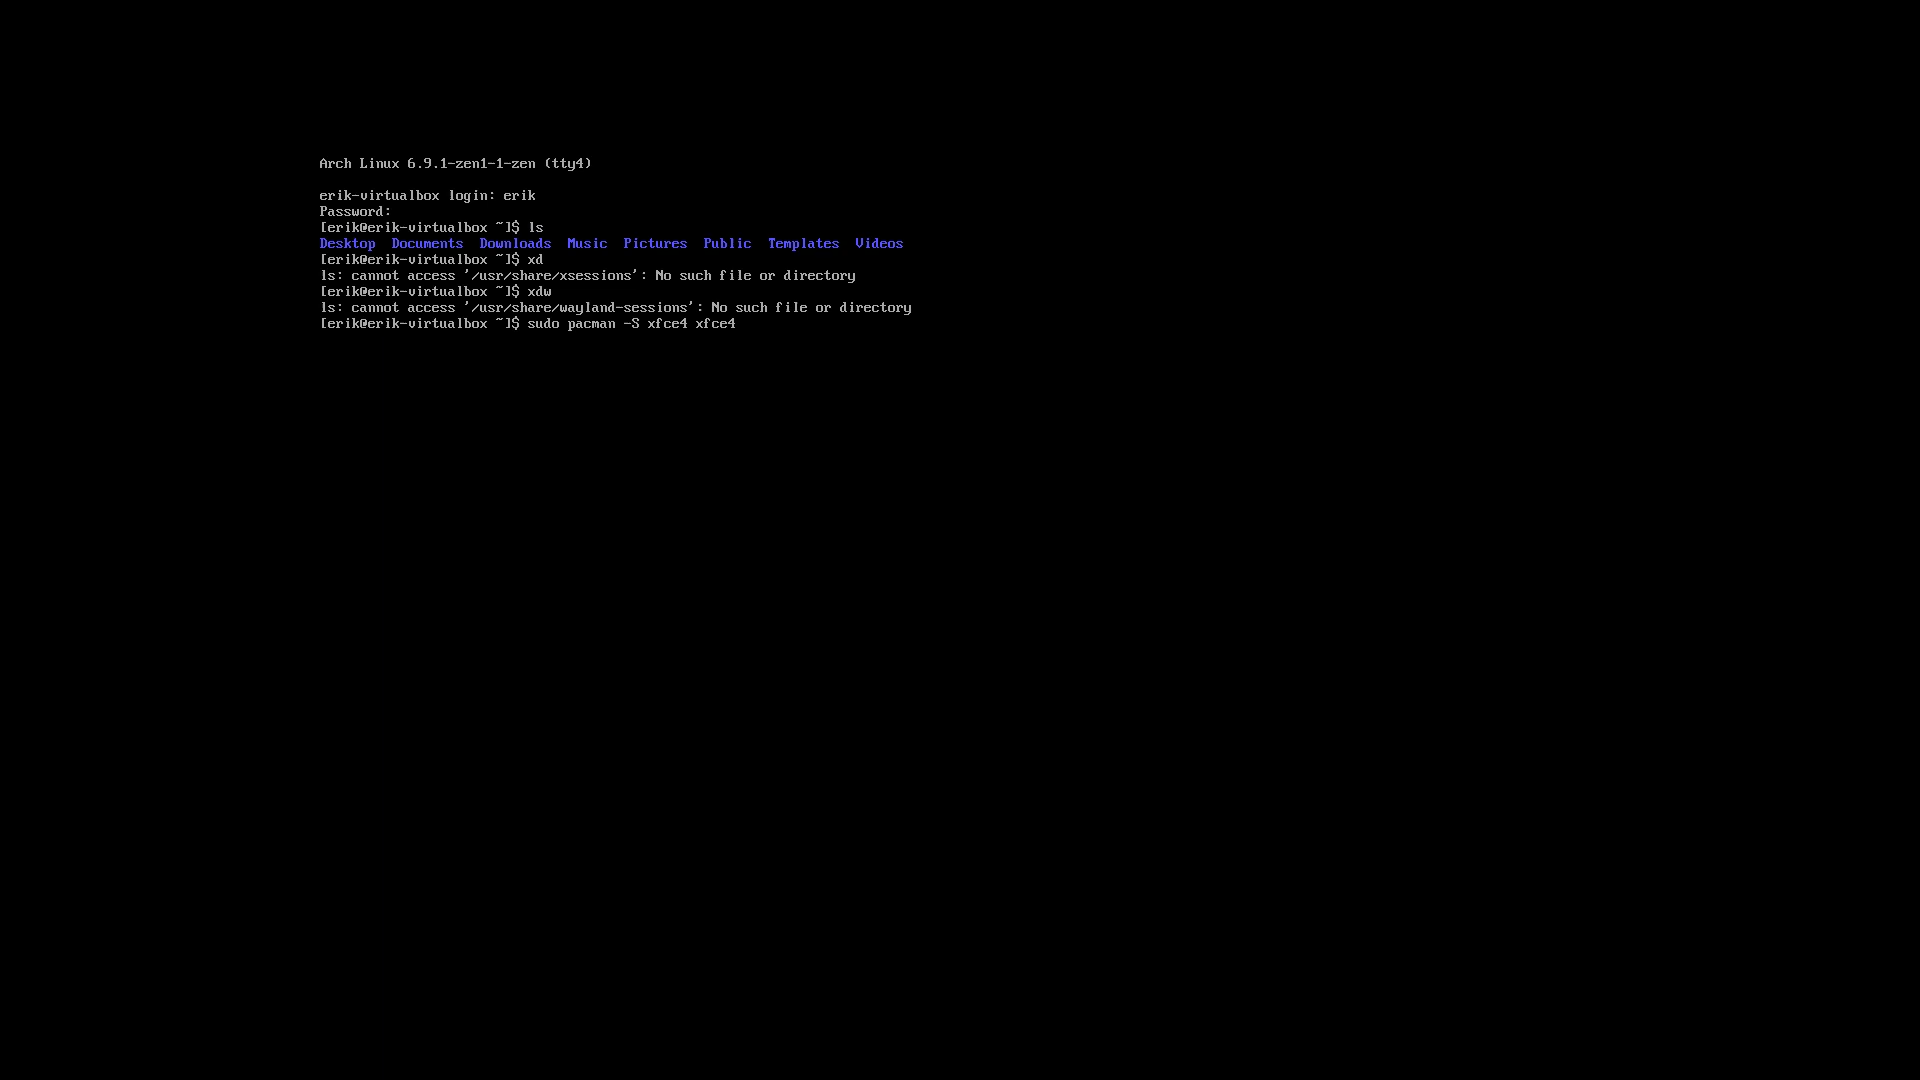 Arch Linux 6.9.1-zen1-1-zen (tty4)
erik-virtualbox login: erik
Password:
[erik@erik-virtualbox ~]$ ls
Desktop  Documents  Downloads  Music  Pictures  Public  Templates  Videos
[erik@erik-virtualbox ~]$ xd
ls: cannot access '/usr/share/xsessions': No such file or directory
[erik@erik-virtualbox ~]$ xdw
ls: cannot access '/usr/share/wayland-sessions': No such file or directory
[erik@erik-virtualbox ~]$ sudo pacman -S xfce4 xfce4